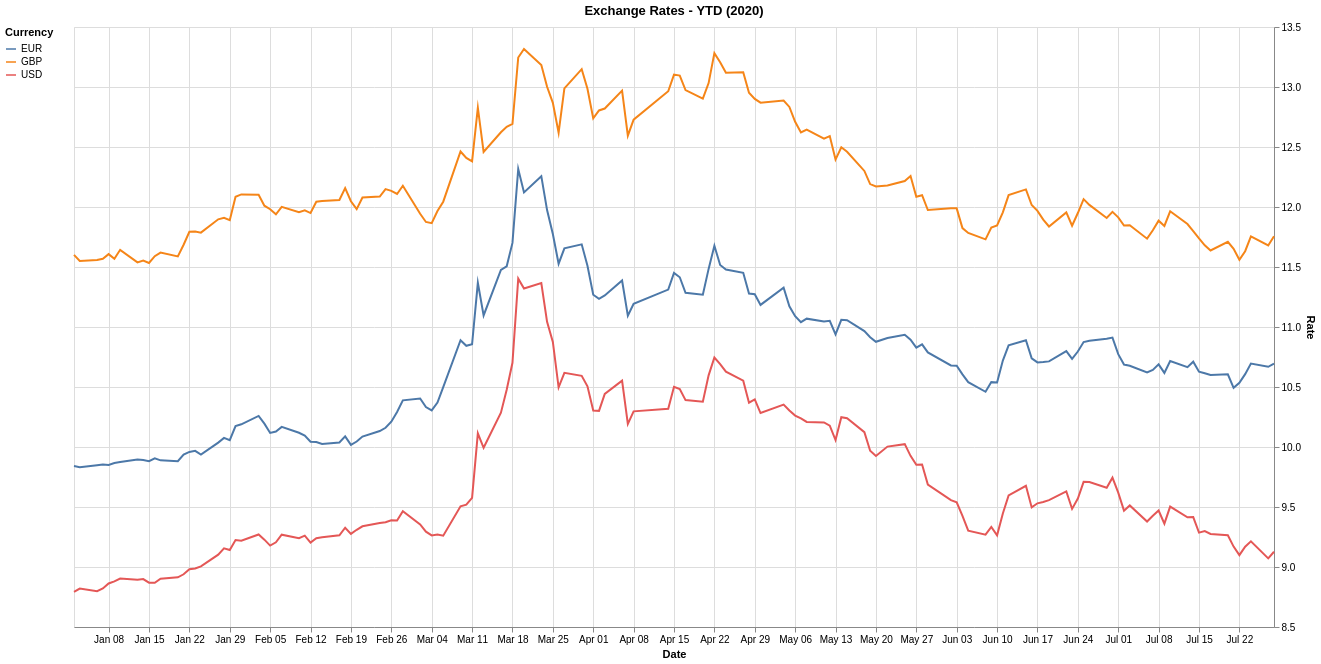 Exchange Rates - YTD (2020)
Currency
EUR
GBP
USD
13.5
13.0
12.5
12.0
11.5
11.0
10.5
10.0
9.5
9.0
8.5
Rate
Jan 08 Jan 15 Jan 22 Jan 29 Feb 05 Feb 12 Feb 19 Feb 26 Mar 04 Mar 11 Mar 18 Mar 25 Apr 01 Apr 08 Apr 15 Apr 22 Apr 29 May 06 May 13 May 20 May 27 Jun 03 Jun 10 Jun 17 Jun 24 Jul 01 Jul 08 Jul 15 Jul 22
Date